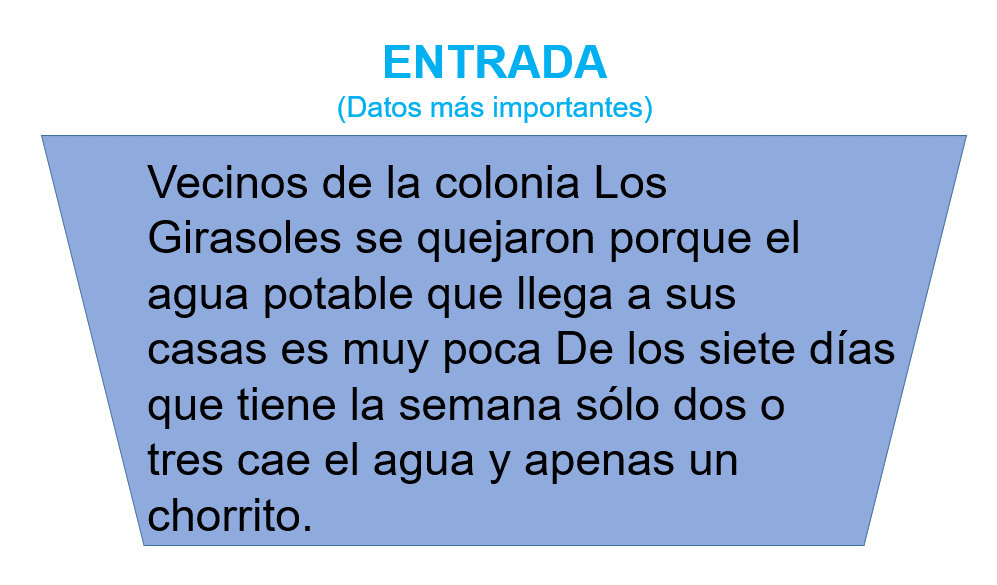 ENTRADA
(Datos más importantes)
Vecinos de la colonia Los
Girasoles se quejaron porque el
agua potable que llega a sus
casas es muy poca De los siete días
que tiene la semana sólo dos o
tres cae el agua y apenas un
chorrito.